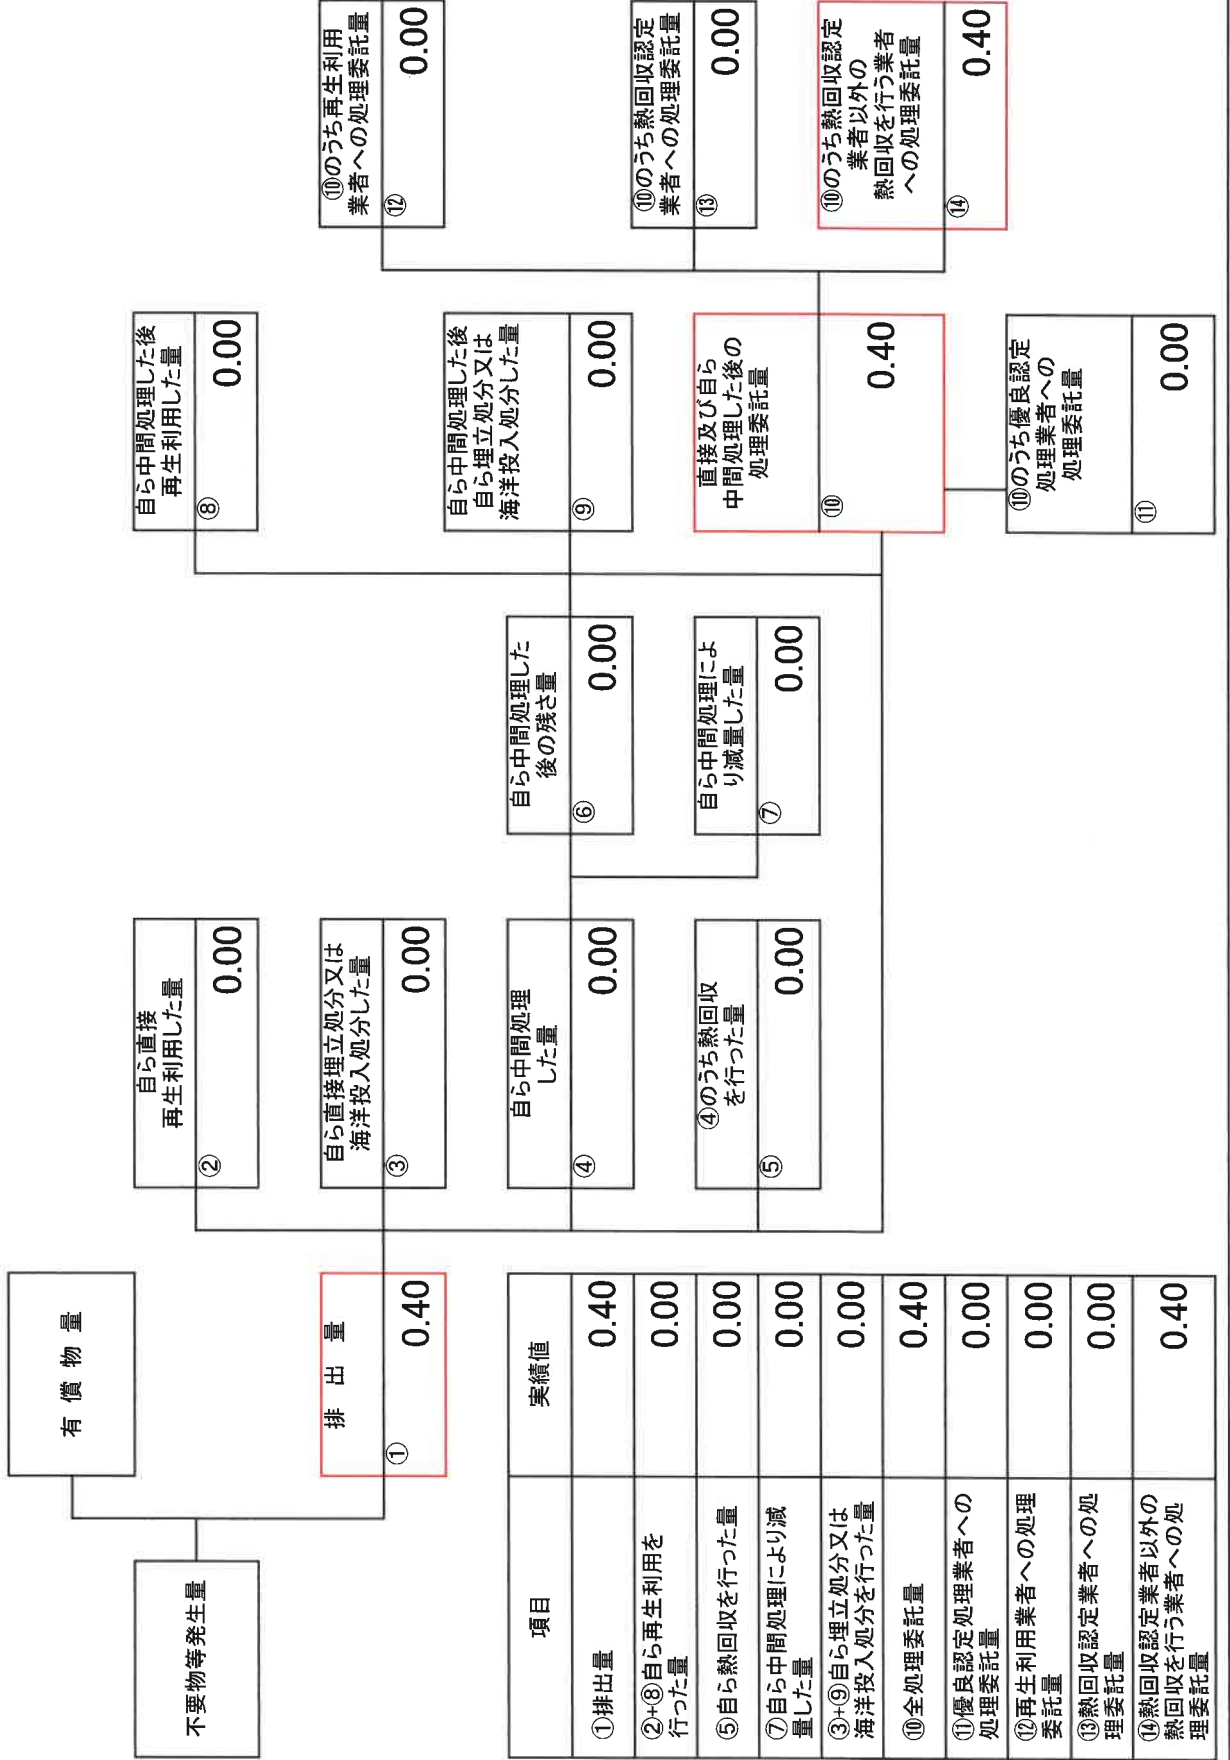 有 償 物 量
不要物等発生量
排 出 量
①
0.40
自ら直接
再生利用した量
②
0.00
自ら直接埋立処分又は
海洋投入処分した量
③
0.00
自ら中間処理
した量
④
0.00
④のうち熱回収
を行った量
⑤
0.00
自ら中間処理した
後の残さ量
⑥
0.00
自ら中間処理によ
り減量した量
⑦
0.00
自ら中間処理した後
再生利用した量
⑧
0.00
自ら中間処理した後
自ら埋立処分又は
海洋投入処分した量
⑨
0.00
直接及び自ら
中間処理した後の
処理委託量
⑩
0.40
⑩のうち優良認定
処理業者への
処理委託量
⑪
0.00
⑩のうち再生利用
業者への処理委託量
⑫
0.00
⑩のうち熱回収認定
業者への処理委託量
⑬
0.00
⑩のうち熱回収認定
業者以外の
熱回収を行う業者
への処理委託量
⑭
0.40
項目
実績値
①排出量
0.40
②+⑧自ら再生利用を
行った量
0.00
⑤自ら熱回収を行った量
0.00
⑦自ら中間処理により減
量した量
0.00
③+⑨自ら埋立処分又は
海洋投入処分を行った量
0.00
⑩全処理委託量
0.40
⑪優良認定処理業者への
処理委託量
0.00
⑫再生利用業者への処理
委託量
0.00
⑬熱回収認定業者への処
理委託量
0.00
⑭熱回収認定業者以外の
熱回収を行う業者への処
理委託量
0.40